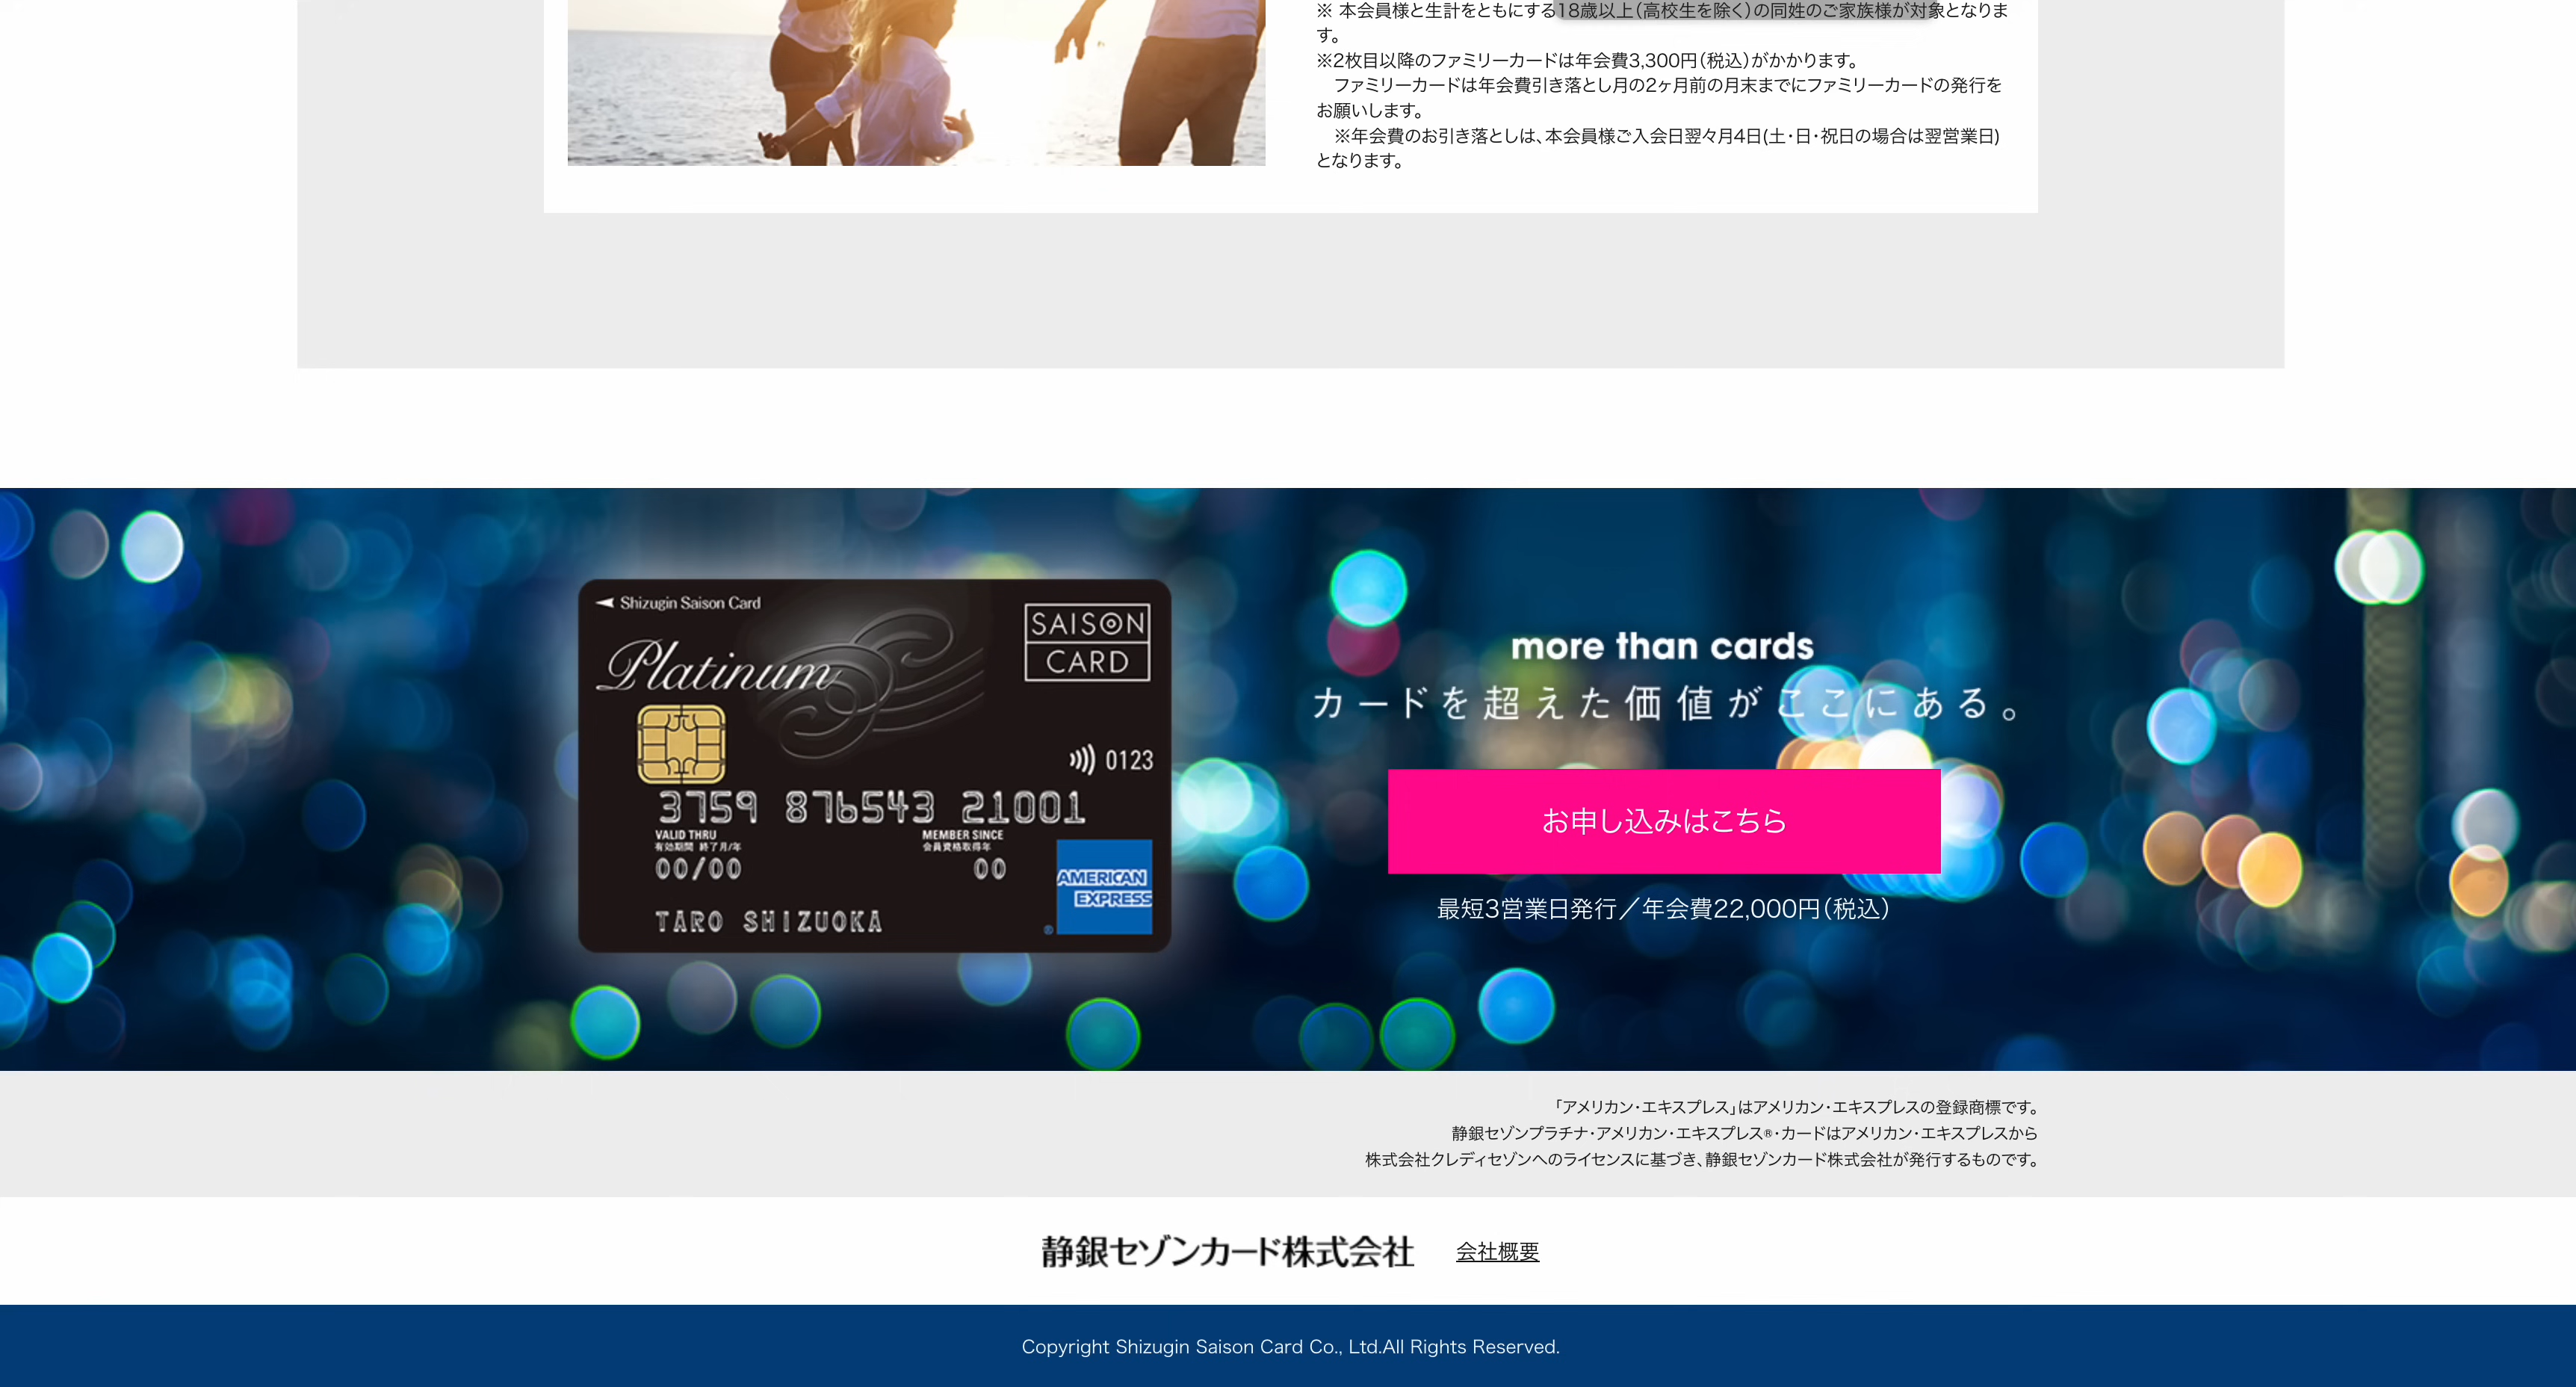 ※ 本会員様と生計をともにする18歳以上（高校生を除く）の同姓のご家族様が対象となりま
す。
※2枚目以降のファミリーカードは年会費3,300円（税込）がかかります。
　ファミリーカードは年会費引き落とし月の2ヶ月前の月末までにファミリーカードの発行を
お願いします。
　※年会費のお引き落としは、本会員様ご入会日翌々月4日(土・日・祝日の場合は翌営業日)
となります。
Shizugin Saison Card
Platinum
SAISON
CARD
0123
3759 876543 21001
VALID THRU
有効期間 終了月/年
00/00
MEMBER SINCE
会員資格取得年
00
AMERICAN
EXPRESS
®
TARO SHIZUOKA
more than cards
カードを超えた価値がここにある。
お申し込みはこちら
最短3営業日発行／年会費22,000円（税込）
「アメリカン・エキスプレス」はアメリカン・エキスプレスの登録商標です。
静銀セゾンプラチナ・アメリカン・エキスプレス®・カードはアメリカン・エキスプレスから
株式会社クレディセゾンへのライセンスに基づき、静銀セゾンカード株式会社が発行するものです。
静銀セゾンカード株式会社
会社概要
Copyright Shizugin Saison Card Co., Ltd.All Rights Reserved.